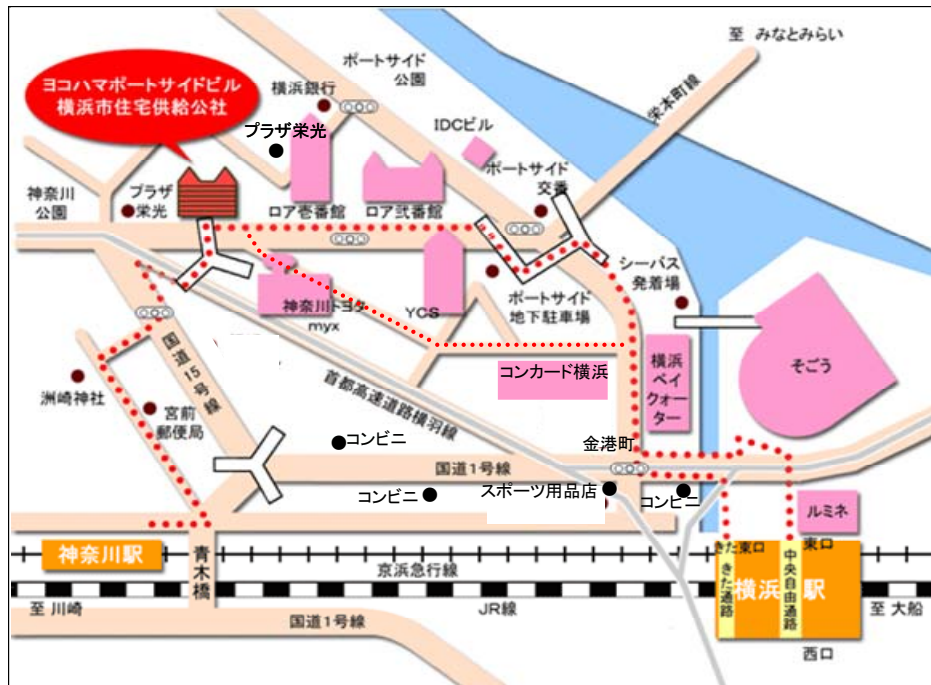 至 みなとみらい
ヨコハマポートサイドビル
横浜市住宅供給公社
ポートサイド
公園
横浜銀行
栄本町線
プラザ栄光
IDCビル
ポートサイド
交番
神奈川
公園
プラザ
栄光
ロア壱番館
ロア弐番館
シーバス
発着場
神奈川トヨタ
myx
YCS
ポートサイド
地下駐車場
国道15号線
首都高速道路横羽線
コンカード横浜
横浜
ベイ
クォー
ター
そごう
洲崎神社
宮前
郵便局
コンビニ
金港町
国道1号線
コンビニ
スポーツ用品店
コンビニ
ルミネ
神奈川駅
青木橋
京浜急行線
きた東口
東口
きた通路
中央自由通路
横浜駅
至 川崎
JR線
至 大船
国道1号線
西口